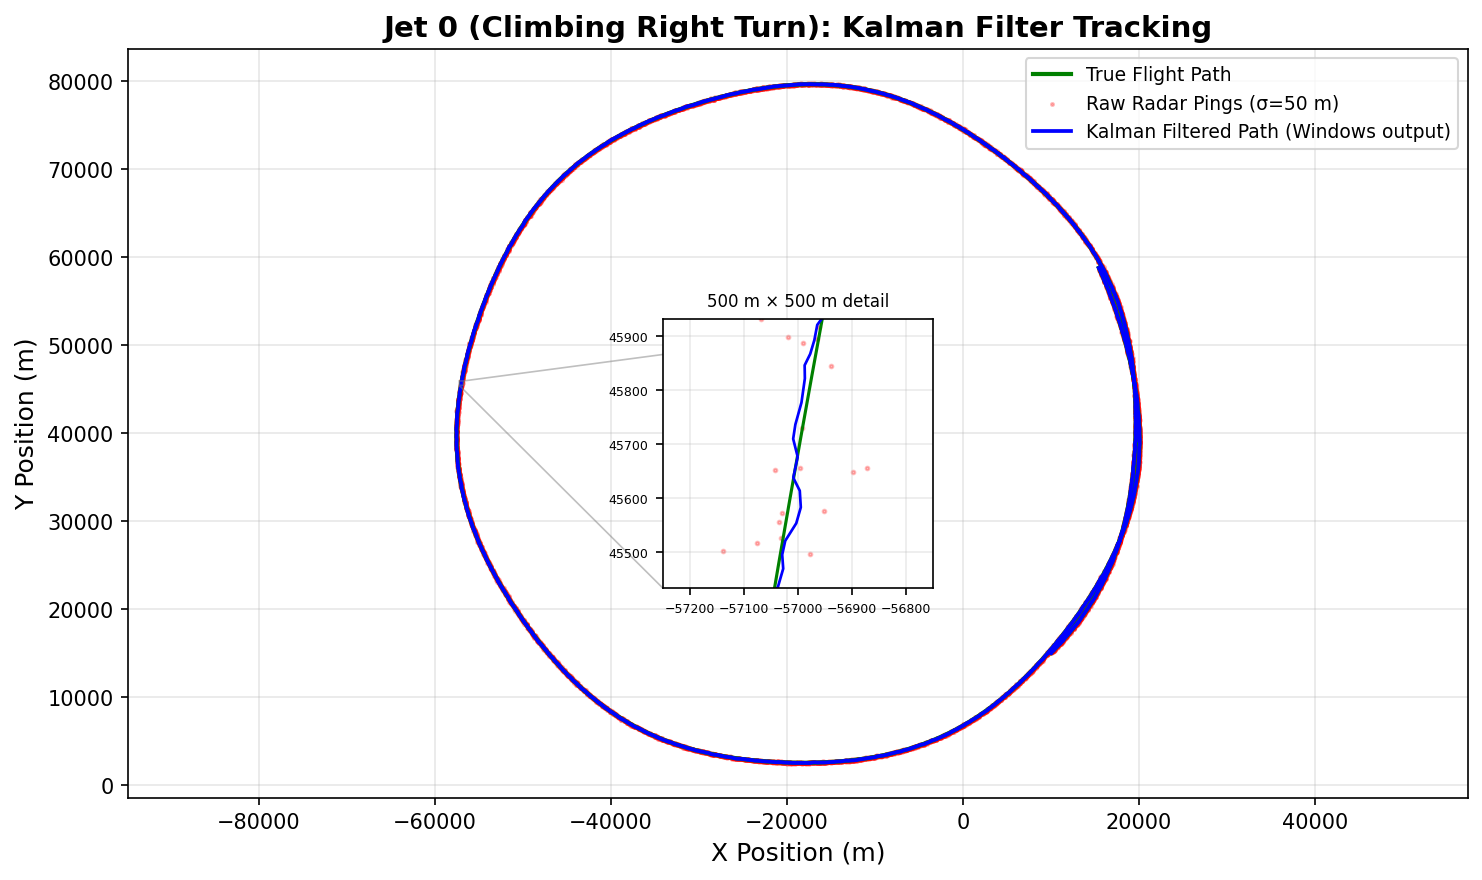 Jet 0 (Climbing Right Turn): Kalman Filter Tracking
True Flight Path
Raw Radar Pings (σ=50 m)
Kalman Filtered Path (Windows output)
Y Position (m)
80000
70000
60000
50000
40000
30000
20000
10000
0
500 m × 500 m detail
45900
45800
45700
45600
45500
−57200 −57100 −57000 −56900 −56800
−80000 −60000 −40000 −20000 0 20000 40000
X Position (m)